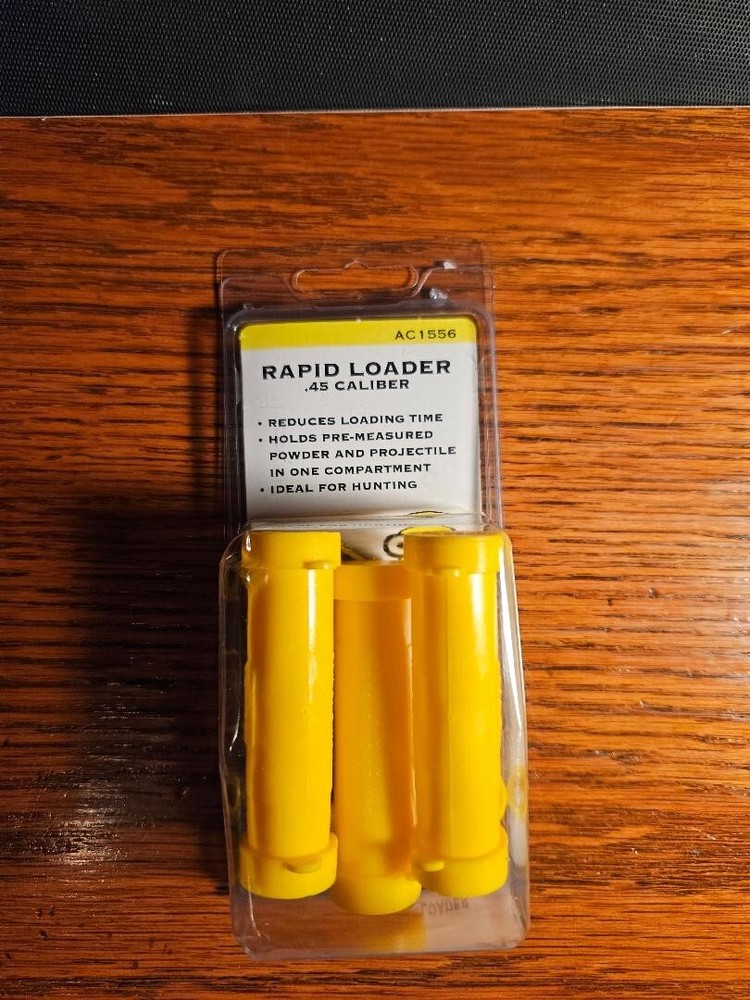 AC1556
RAPID LOADER
.45 CALIBER
• REDUCES LOADING TIME
• HOLDS PRE-MEASURED
POWDER AND PROJECTILE
IN ONE COMPARTMENT
• IDEAL FOR HUNTING